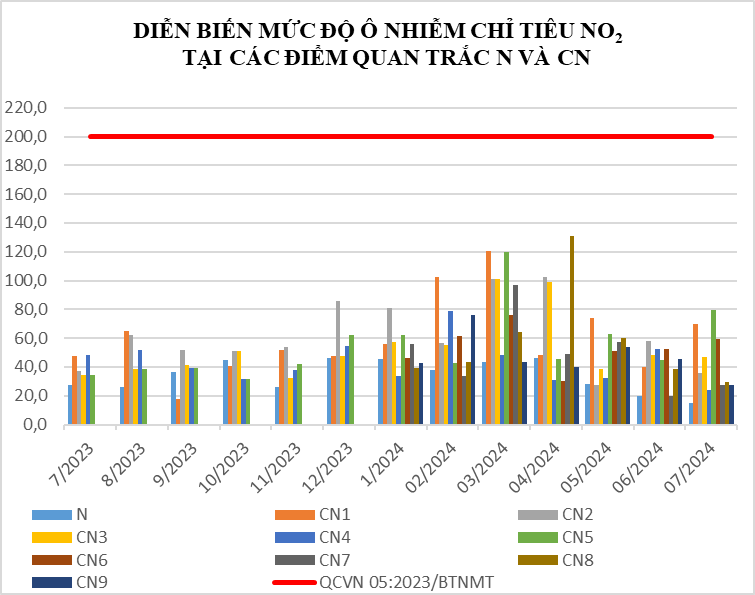 DIỄN BIẾN MỨC ĐỘ Ô NHIỄM CHỈ TIÊU NO₂
TẠI CÁC ĐIỂM QUAN TRẮC N VÀ CN
220,0
200,0
180,0
160,0
140,0
120,0
100,0
80,0
60,0
40,0
20,0
0,0
7/2023 8/2023 9/2023 10/2023 11/2023 12/2023 1/2024 02/2024 03/2024 04/2024 05/2024 06/2024 07/2024
N CN1 CN2
CN3 CN4 CN5
CN6 CN7 CN8
CN9 QCVN 05:2023/BTNMT